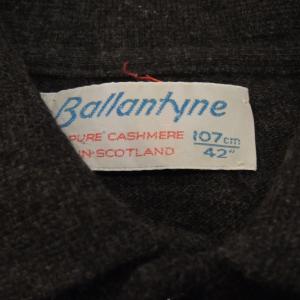 Ballantyne
PURE CASHMERE
IN SCOTLAND
107cm
42"